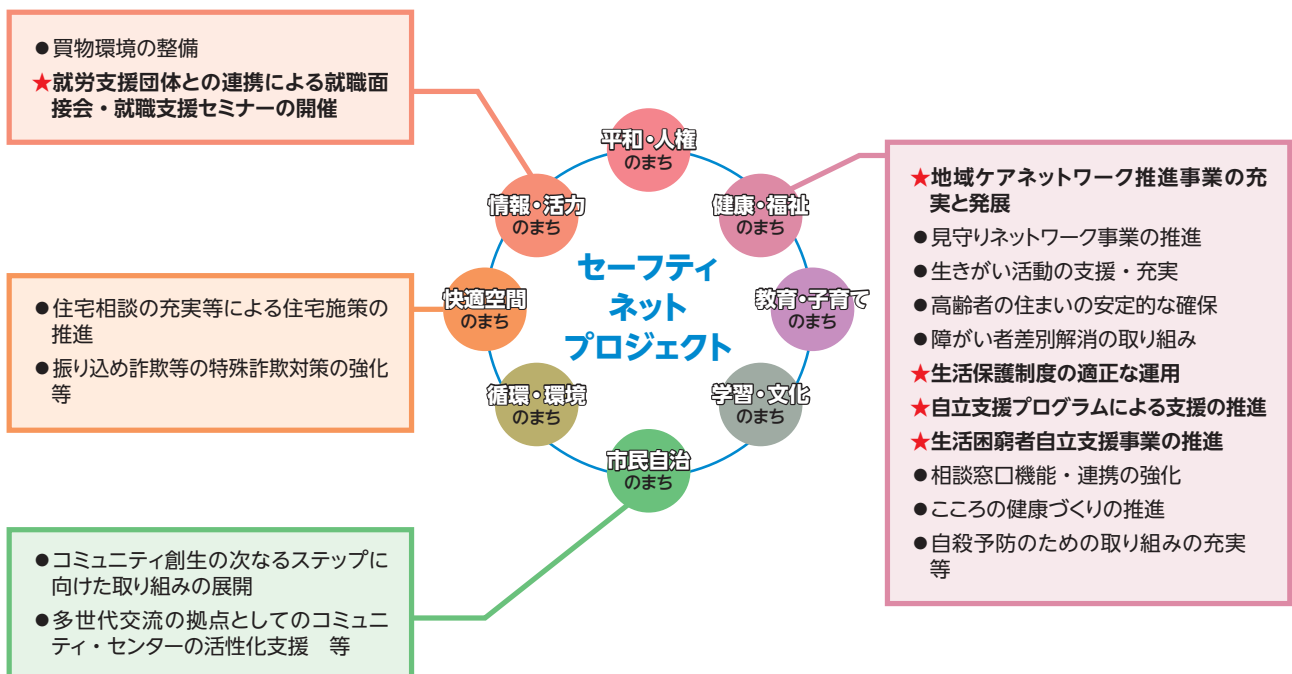 ●買物環境の整備
★就労支援団体との連携による就職面
接会・就職支援セミナーの開催
平和・人権
のまち
情報・活力
のまち
健康・福祉
のまち
快適空間
のまち
教育・子育て
のまち
循環・環境
のまち
学習・文化
のまち
市民自治
のまち
セーフティ
ネット
プロジェクト
★地域ケアネットワーク推進事業の充
実と発展
●見守りネットワーク事業の推進
●生きがい活動の支援・充実
●高齢者の住まいの安定的な確保
●障がい者差別解消の取り組み
★生活保護制度の適正な運用
★自立支援プログラムによる支援の推進
★生活困窮者自立支援事業の推進
●相談窓口機能・連携の強化
●こころの健康づくりの推進
●自殺予防のための取り組みの充実
等
●住宅相談の充実等による住宅施策の
推進
●振り込め詐欺等の特殊詐欺対策の強化
等
●コミュニティ創生の次なるステップに
向けた取り組みの展開
●多世代交流の拠点としてのコミュニ
ティ・センターの活性化支援　等